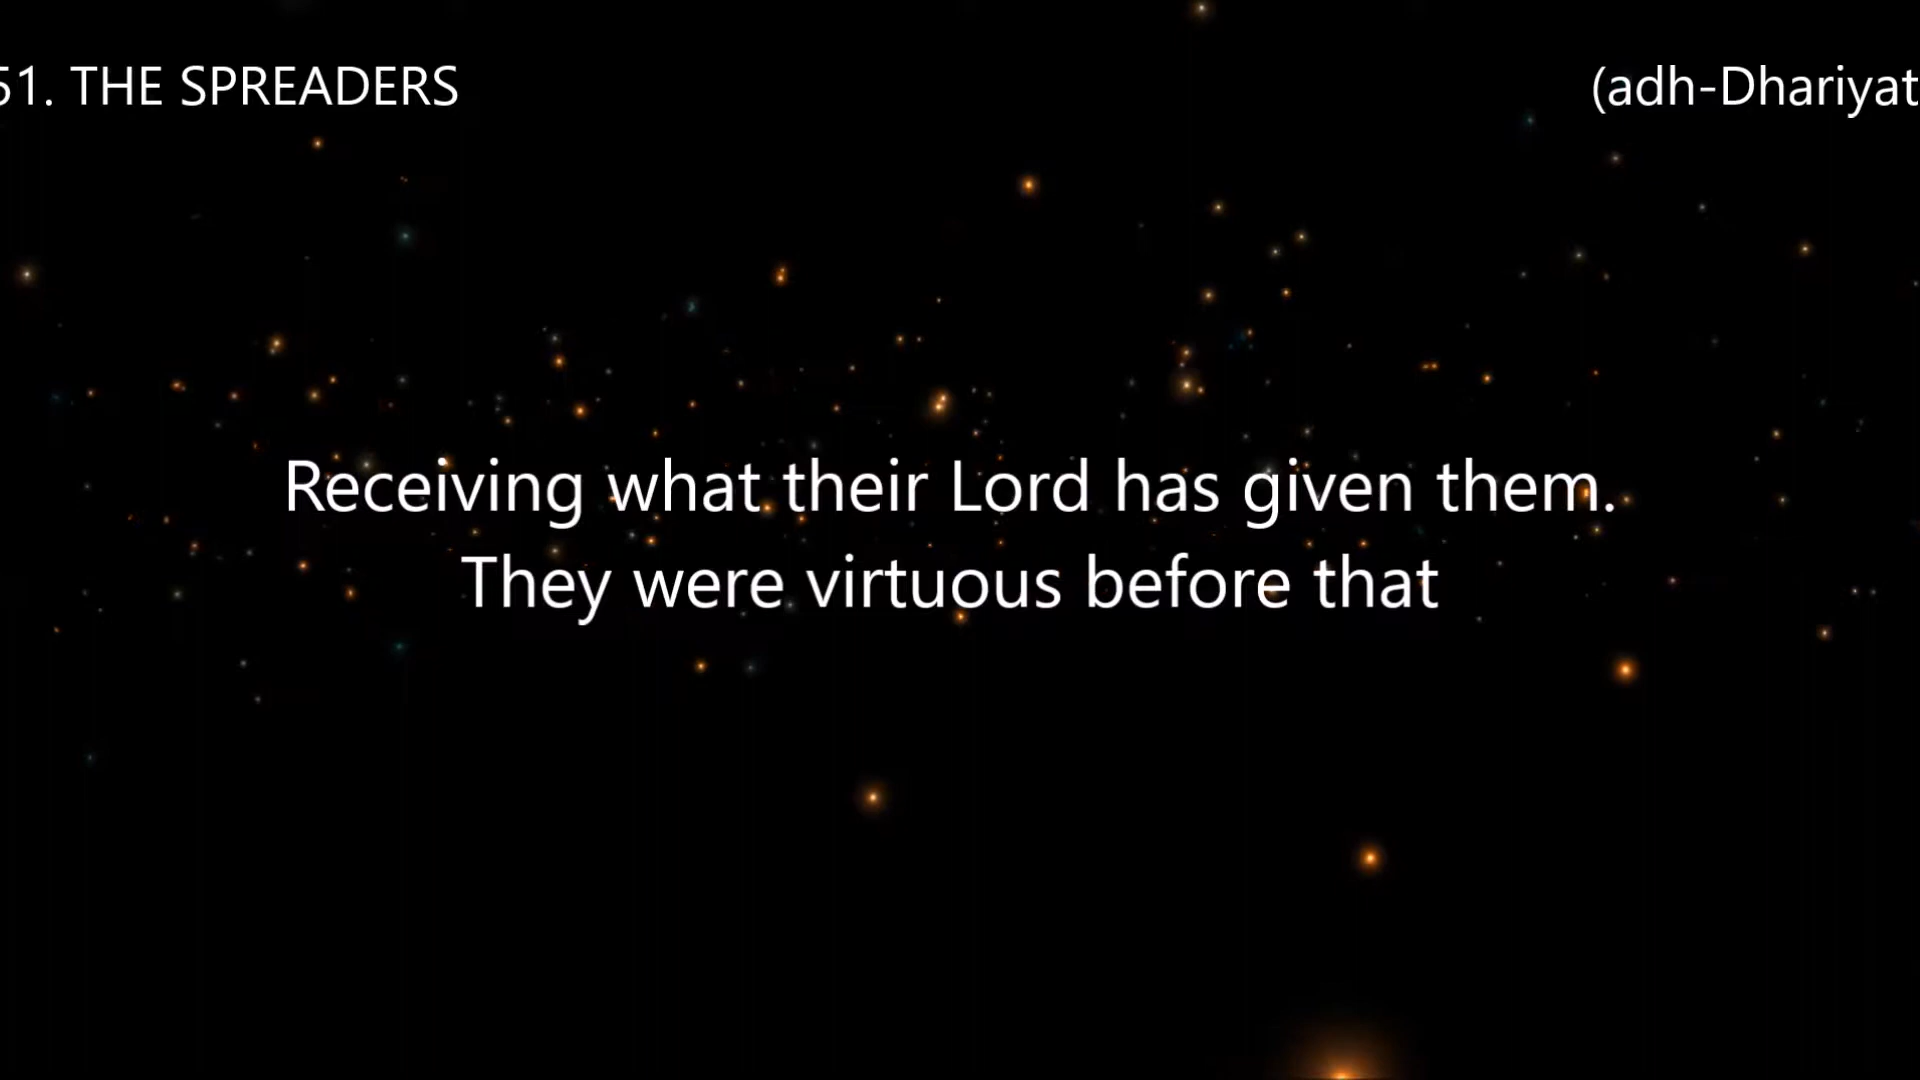 51. THE SPREADERS
(adh-Dhariyat
Receiving what their Lord has given them.
They were virtuous before that